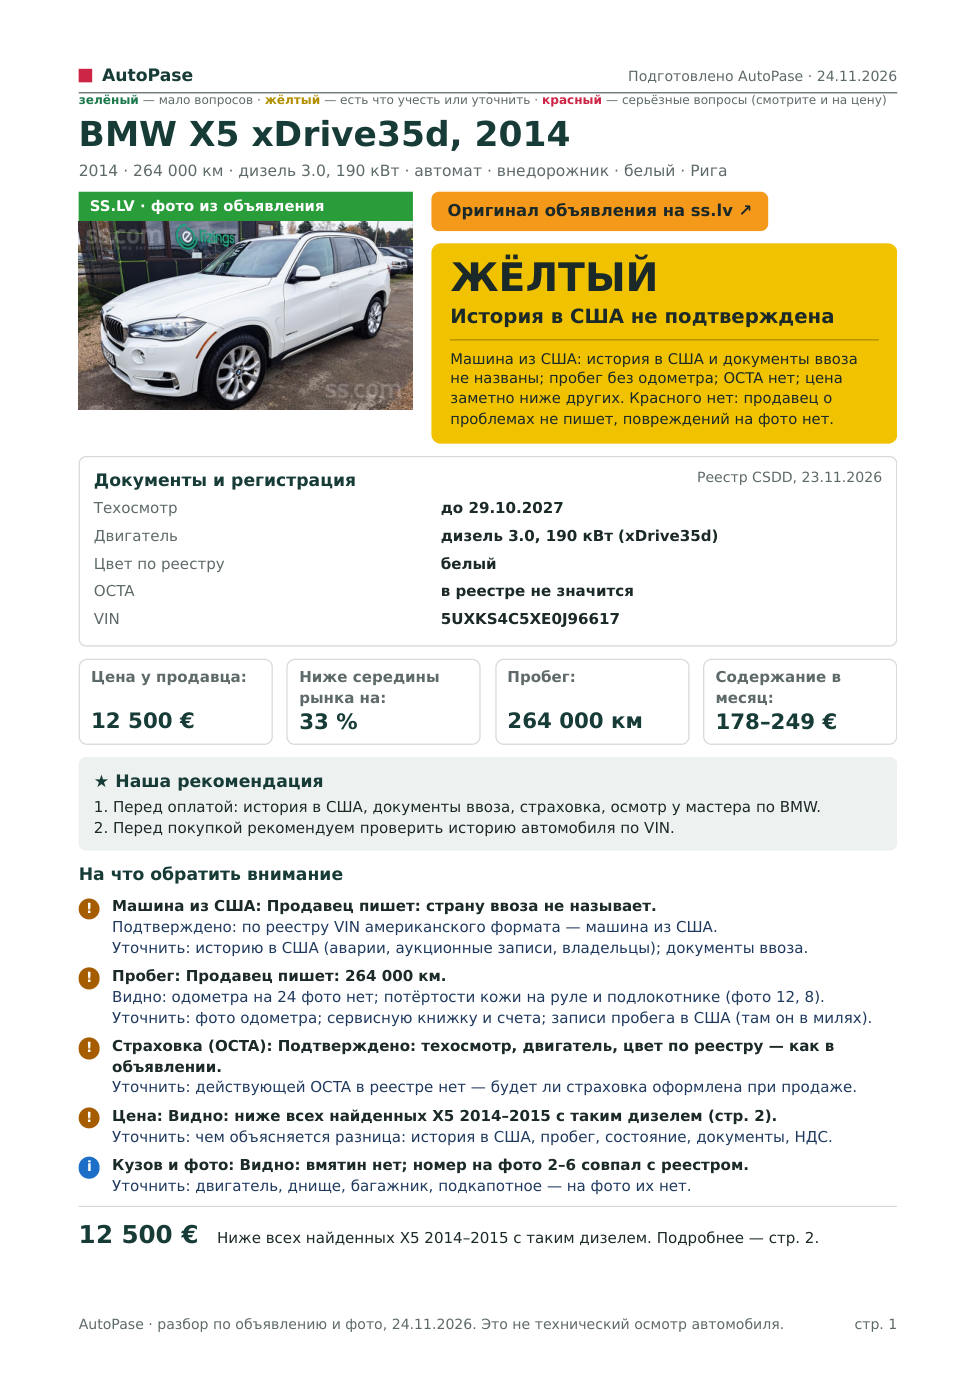 AutoPase
Подготовлено AutoPase · 24.11.2026
зелёный — мало вопросов · жёлтый — есть что учесть или уточнить · красный — серьёзные вопросы (смотрите и на цену)
BMW X5 xDrive35d, 2014
2014 · 264 000 км · дизель 3.0, 190 кВт · автомат · внедорожник · белый · Рига
SS.LV · фото из объявления
ss.com
ss.com
Оригинал объявления на ss.lv ↗
ЖЁЛТЫЙ
История в США не подтверждена
Машина из США: история в США и документы ввоза
не названы; пробег без одометра; ОСТА нет; цена
заметно ниже других. Красного нет: продавец о
проблемах не пишет, повреждений на фото нет.
Документы и регистрация
Реестр CSDD, 23.11.2026
Техосмотр
до 29.10.2027
Двигатель
дизель 3.0, 190 кВт (xDrive35d)
Цвет по реестру
белый
ОСТА
в реестре не значится
VIN
5UXKS4C5XE0J96617
Цена у продавца:
12 500 €
Ниже середины
рынка на:
33 %
Пробег:
264 000 км
Содержание в
месяц:
178–249 €
★ Наша рекомендация
1. Перед оплатой: история в США, документы ввоза, страховка, осмотр у мастера по BMW.
2. Перед покупкой рекомендуем проверить историю автомобиля по VIN.
На что обратить внимание
! Машина из США: Продавец пишет: страну ввоза не называет.
Подтверждено: по реестру VIN американского формата — машина из США.
Уточнить: историю в США (аварии, аукционные записи, владельцы); документы ввоза.
! Пробег: Продавец пишет: 264 000 км.
Видно: одометра на 24 фото нет; потёртости кожи на руле и подлокотнике (фото 12, 8).
Уточнить: фото одометра; сервисную книжку и счета; записи пробега в США (там он в милях).
! Страховка (ОСТА): Подтверждено: техосмотр, двигатель, цвет по реестру — как в
объявлении.
Уточнить: действующей ОСТА в реестре нет — будет ли страховка оформлена при продаже.
! Цена: Видно: ниже всех найденных X5 2014–2015 с таким дизелем (стр. 2).
Уточнить: чем объясняется разница: история в США, пробег, состояние, документы, НДС.
i Кузов и фото: Видно: вмятин нет; номер на фото 2–6 совпал с реестром.
Уточнить: двигатель, днище, багажник, подкапотное — на фото их нет.
12 500 € Ниже всех найденных X5 2014–2015 с таким дизелем. Подробнее — стр. 2.
AutoPase · разбор по объявлению и фото, 24.11.2026. Это не технический осмотр автомобиля.
стр. 1